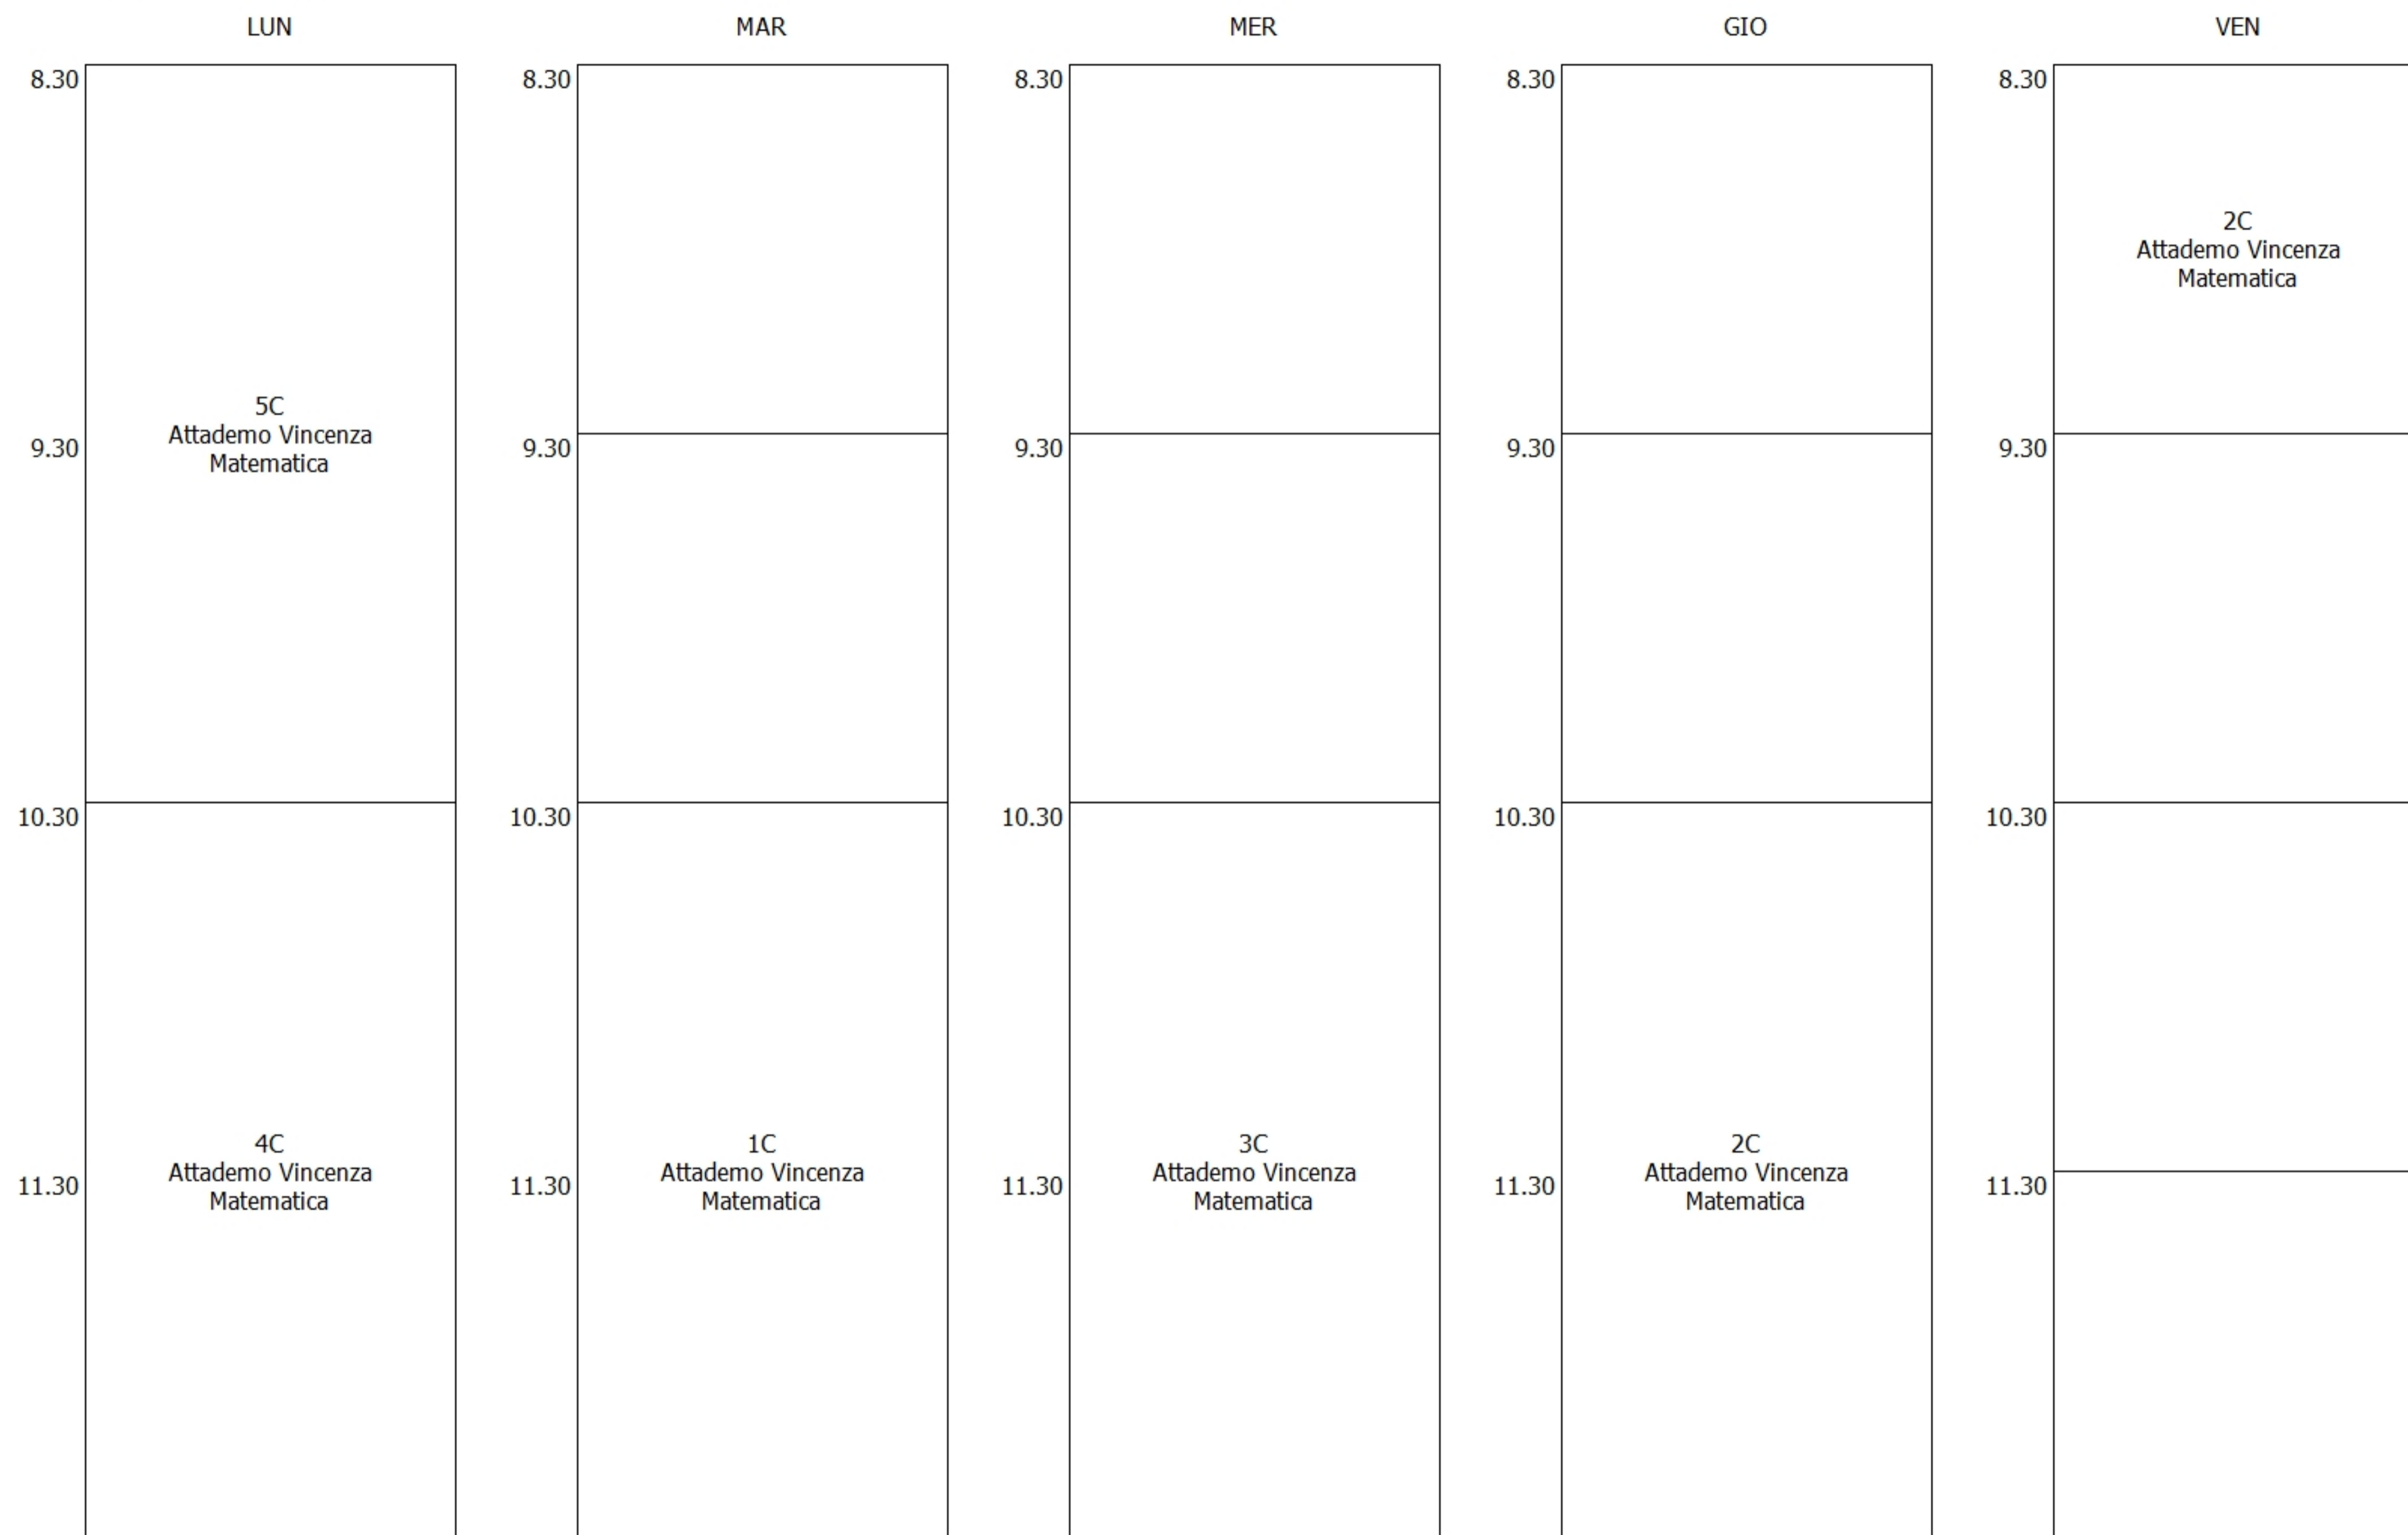 LUN
MAR
MER
GIO
VEN
8.30
8.30
8.30
8.30
8.30
2C
Attademo Vincenza
Matematica
5C
Attademo Vincenza
Matematica
9.30
9.30
9.30
9.30
9.30
10.30
10.30
10.30
10.30
10.30
4C
Attademo Vincenza
Matematica
1C
Attademo Vincenza
Matematica
3C
Attademo Vincenza
Matematica
2C
Attademo Vincenza
Matematica
11.30
11.30
11.30
11.30
11.30